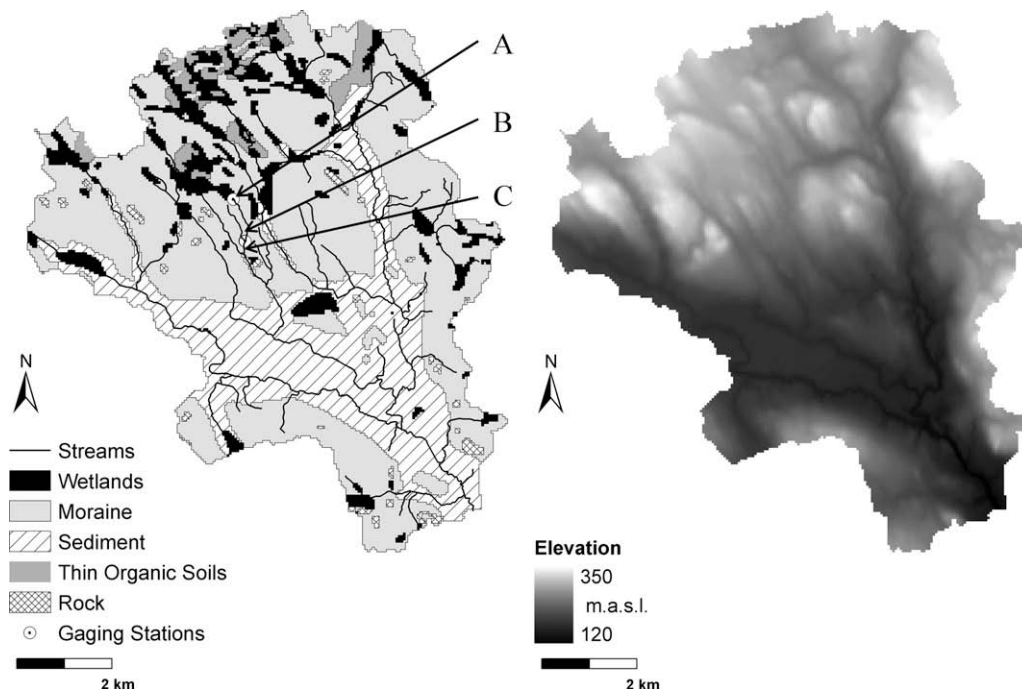 A
B
C
N
Streams
Wetlands
Moraine
Sediment
Thin Organic Soils
Rock
Gaging Stations
2 km
N
Elevation
350
m.a.s.l.
120
2 km